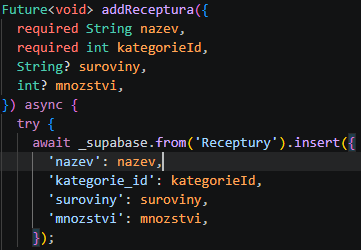 Future<void> addReceptura({
  required String nazev,
  required int kategorieId,
  String? suroviny,
  int? mnozstvi,
}) async {
  try {
    await _supabase.from('Receptury').insert({
      'nazev': nazev,
      'kategorie_id': kategorieId,
      'suroviny': suroviny,
      'mnozstvi': mnozstvi,
    });